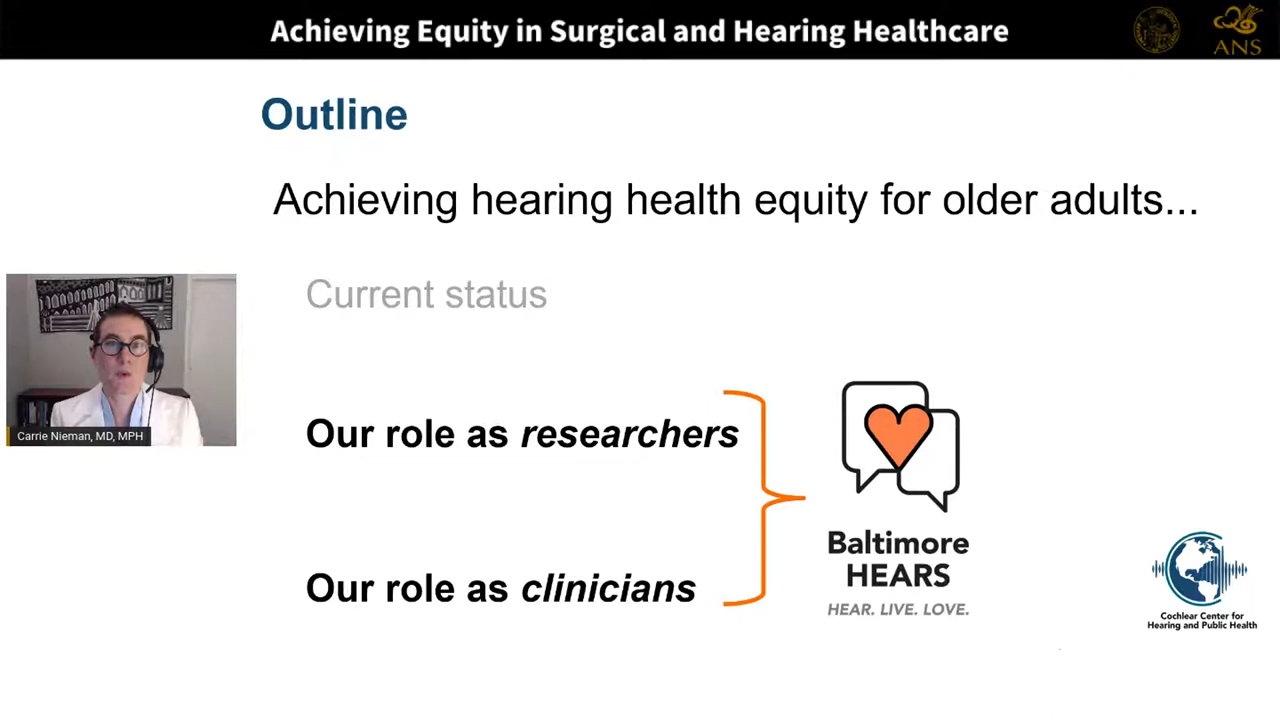 Achieving Equity in Surgical and Hearing Healthcare
ANS
Outline
Achieving hearing health equity for older adults...
Current status
Carrie Nieman, MD, MPH
Our role as researchers
Our role as clinicians
Baltimore
HEARS
HEAR. LIVE. LOVE.
Cochlear Center for
Hearing and Public Health